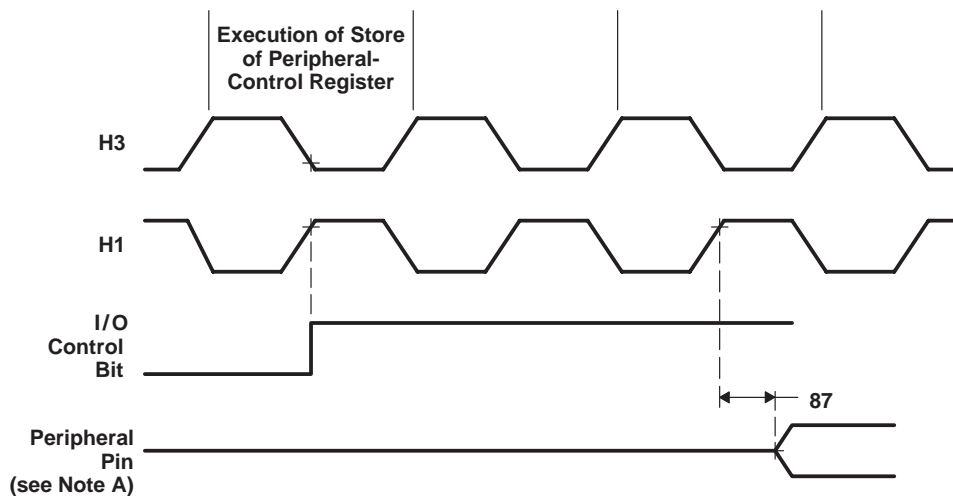 Execution of Store
of Peripheral-
Control Register
H3
H1
I/O
Control
Bit
87
Peripheral
Pin
(see Note A)